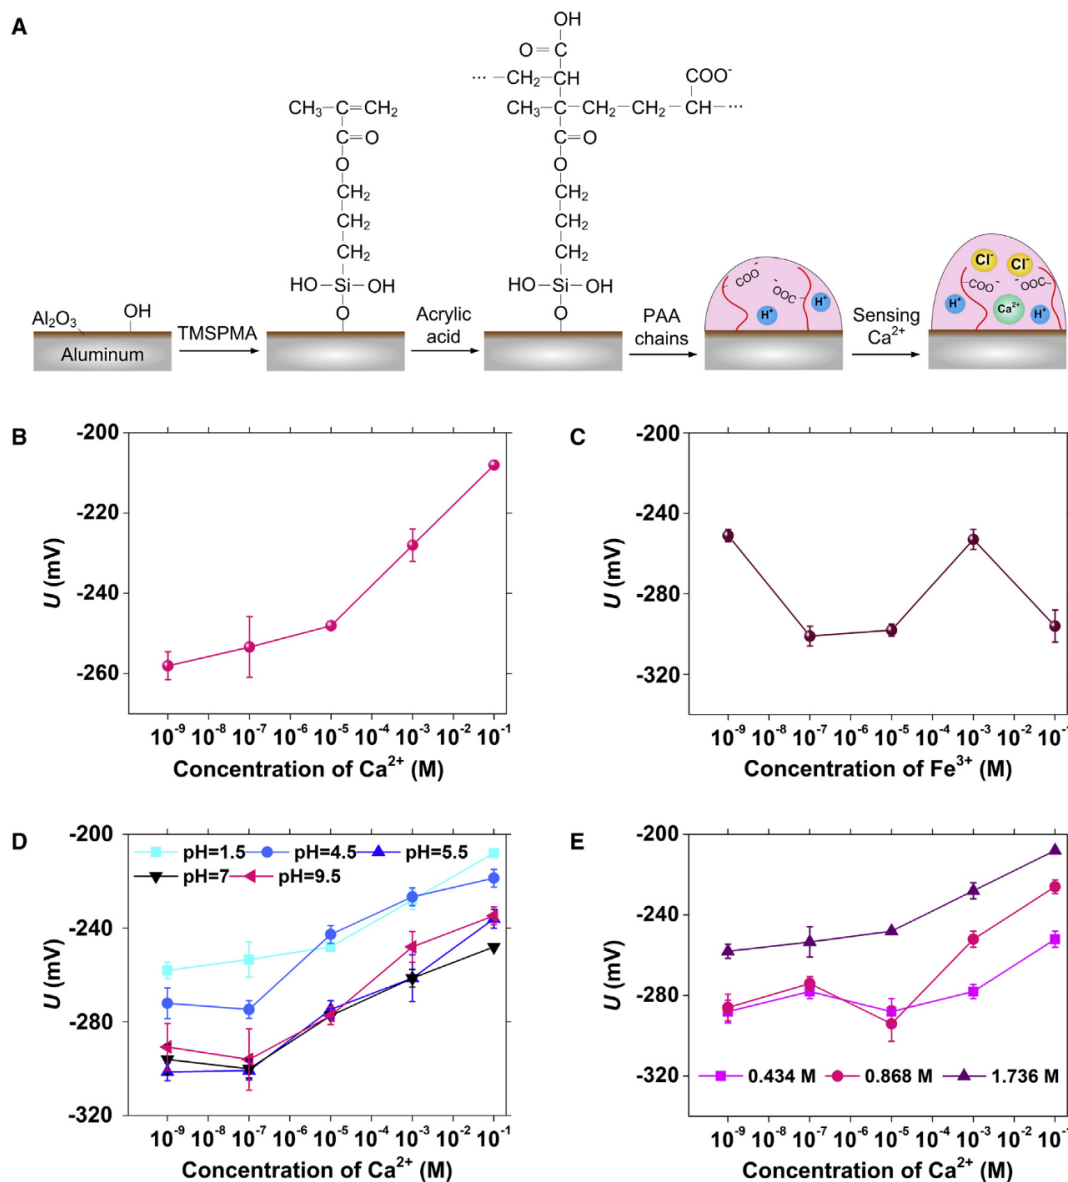 A
CH₃–C=CH₂
C=O
O
CH₂
CH₂
CH₂
HO–Si–OH
O
OH
O=C
··· –CH₂–CH
COO⁻
CH₃–C–CH₂–CH₂–CH–···
C=O
O
CH₂
CH₂
CH₂
HO–Si–OH
O
Al₂O₃
OH
Aluminum
TMSPMA
Acrylic
acid
PAA
chains
Sensing
Ca²⁺
COO⁻
⁻OOC
H⁺
H⁺
Cl⁻
Cl⁻
COO⁻
⁻OOC
H⁺
Ca²⁺
H⁺
B
-200
-220
-240
-260
U (mV)
10⁻⁹ 10⁻⁸ 10⁻⁷ 10⁻⁶ 10⁻⁵ 10⁻⁴ 10⁻³ 10⁻² 10⁻¹
Concentration of Ca²⁺ (M)
C
-200
-240
-280
-320
U (mV)
10⁻⁹ 10⁻⁸ 10⁻⁷ 10⁻⁶ 10⁻⁵ 10⁻⁴ 10⁻³ 10⁻² 10⁻¹
Concentration of Fe³⁺ (M)
D
-200
-240
-280
-320
U (mV)
pH=1.5 pH=4.5 pH=5.5
pH=7 pH=9.5
10⁻⁹ 10⁻⁸ 10⁻⁷ 10⁻⁶ 10⁻⁵ 10⁻⁴ 10⁻³ 10⁻² 10⁻¹
Concentration of Ca²⁺ (M)
E
-200
-240
-280
-320
U (mV)
0.434 M 0.868 M 1.736 M
10⁻⁹ 10⁻⁸ 10⁻⁷ 10⁻⁶ 10⁻⁵ 10⁻⁴ 10⁻³ 10⁻² 10⁻¹
Concentration of Ca²⁺ (M)